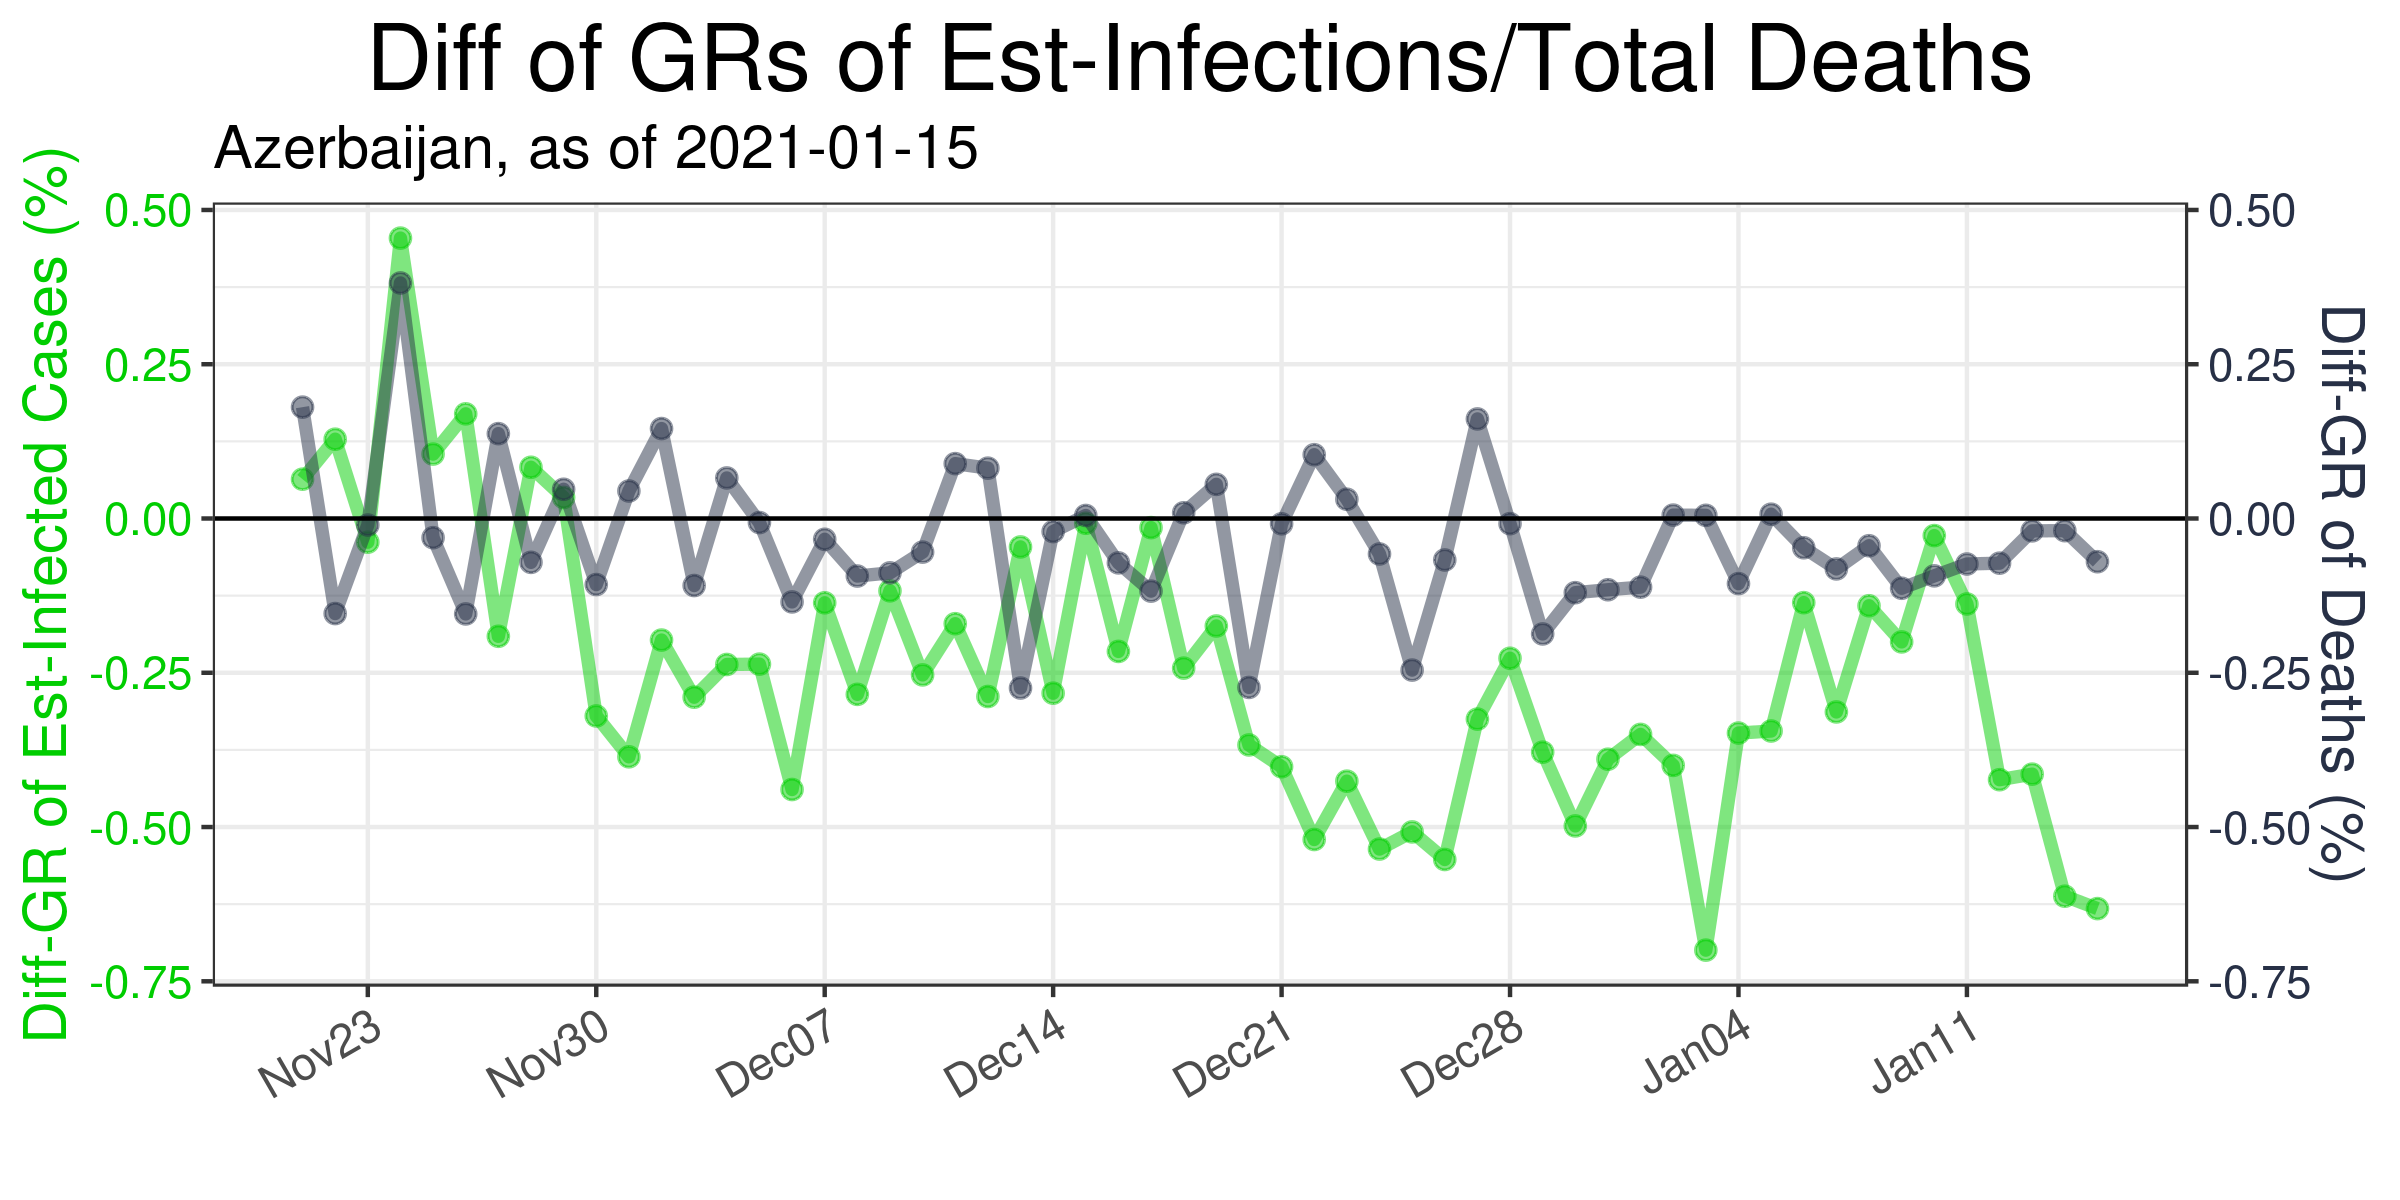 Diff of GRs of Est-Infections/Total Deaths
Azerbaijan, as of 2021-01-15
Diff-GR of Est-Infected Cases (%)
0.50
0.25
0.00
-0.25
-0.50
-0.75
0.50
0.25
0.00
-0.25
-0.50
-0.75
Diff-GR of Deaths (%)
Nov23
Nov30
Dec07
Dec14
Dec21
Dec28
Jan04
Jan11